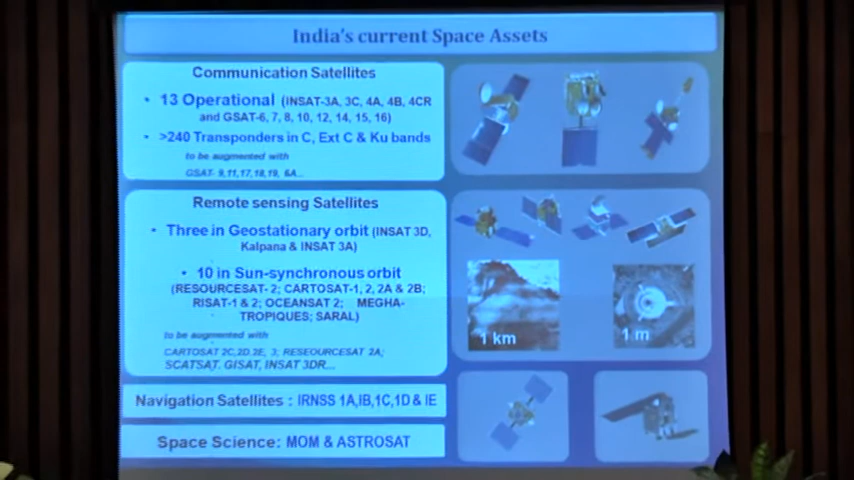 India's current Space Assets
Communication Satellites
• 13 Operational (INSAT-3A, 3C, 4A, 4B, 4CR
and GSAT-6, 7, 8, 10, 12, 14, 15, 16)
• >240 Transponders in C, Ext C & Ku bands
to be augmented with
GSAT- 9,11,17,18,19, 6A...
Remote sensing Satellites
• Three in Geostationary orbit (INSAT 3D,
Kalpana & INSAT 3A)
• 10 in Sun-synchronous orbit
(RESOURCESAT- 2; CARTOSAT-1, 2, 2A & 2B;
RISAT-1 & 2; OCEANSAT 2; MEGHA-
TROPIQUES; SARAL)
to be augmented with
CARTOSAT 2C,2D,2E, 3; RESEOURCESAT 2A;
SCATSAT. GISAT, INSAT 3DR...
1 km
1 m
Navigation Satellites : IRNSS 1A,IB,1C,1D & IE
Space Science: MOM & ASTROSAT